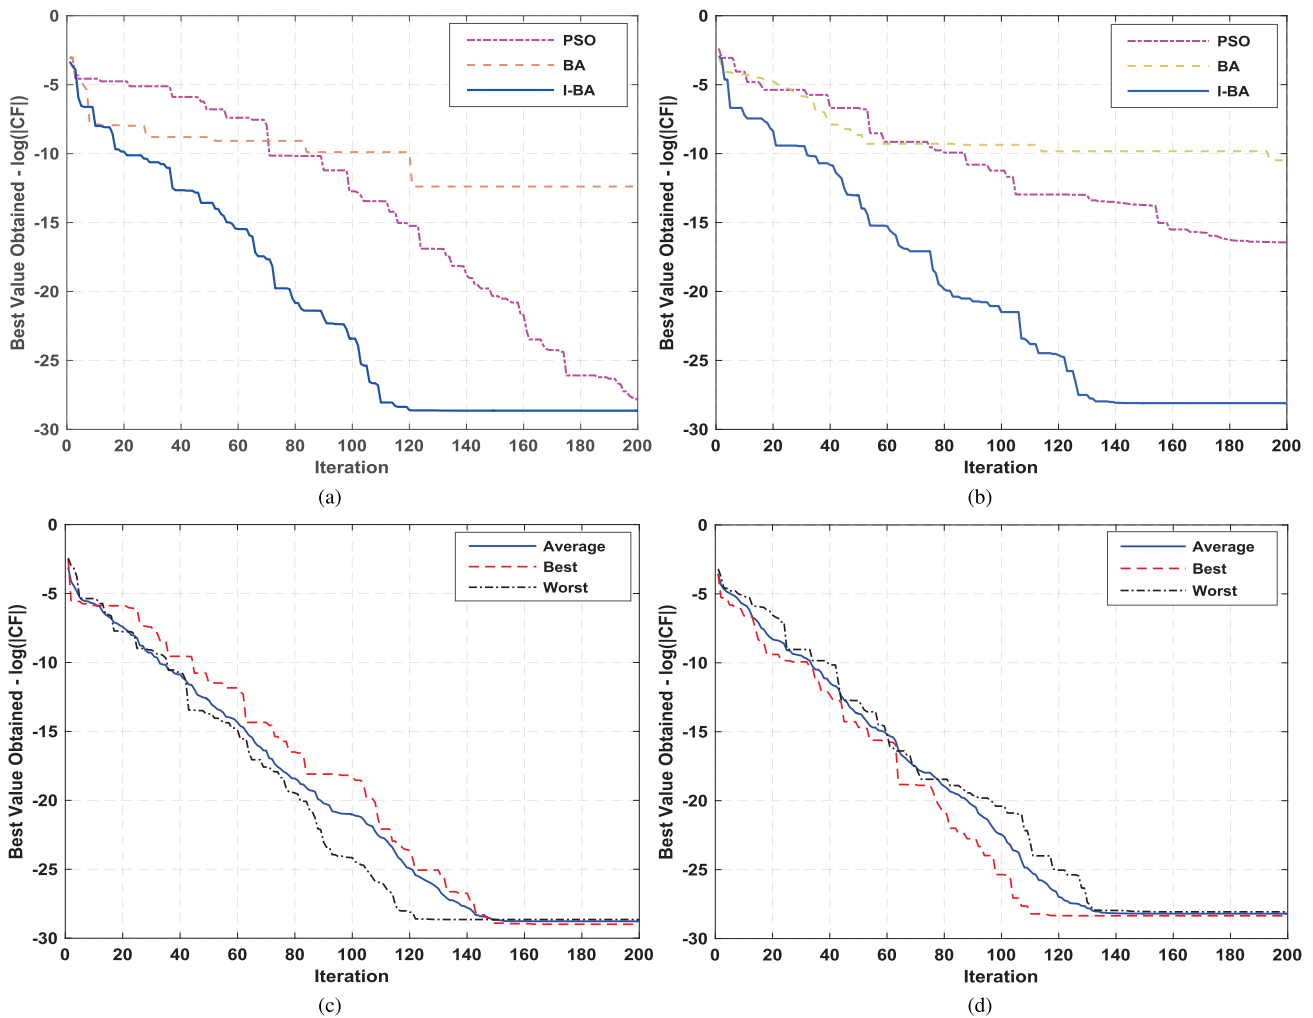 0
-5
-10
-15
-20
-25
-30
Best Value Obtained - log(|CF|)
PSO
BA
I-BA
0 20 40 60 80 100 120 140 160 180 200
Iteration
(a)
0
-5
-10
-15
-20
-25
-30
Best Value Obtained - log(|CF|)
PSO
BA
I-BA
0 20 40 60 80 100 120 140 160 180 200
Iteration
(b)
0
-5
-10
-15
-20
-25
-30
Best Value Obtained - log(|CF|)
Average
Best
Worst
0 20 40 60 80 100 120 140 160 180 200
Iteration
(c)
0
-5
-10
-15
-20
-25
-30
Best Value Obtained - log(|CF|)
Average
Best
Worst
0 20 40 60 80 100 120 140 160 180 200
Iteration
(d)